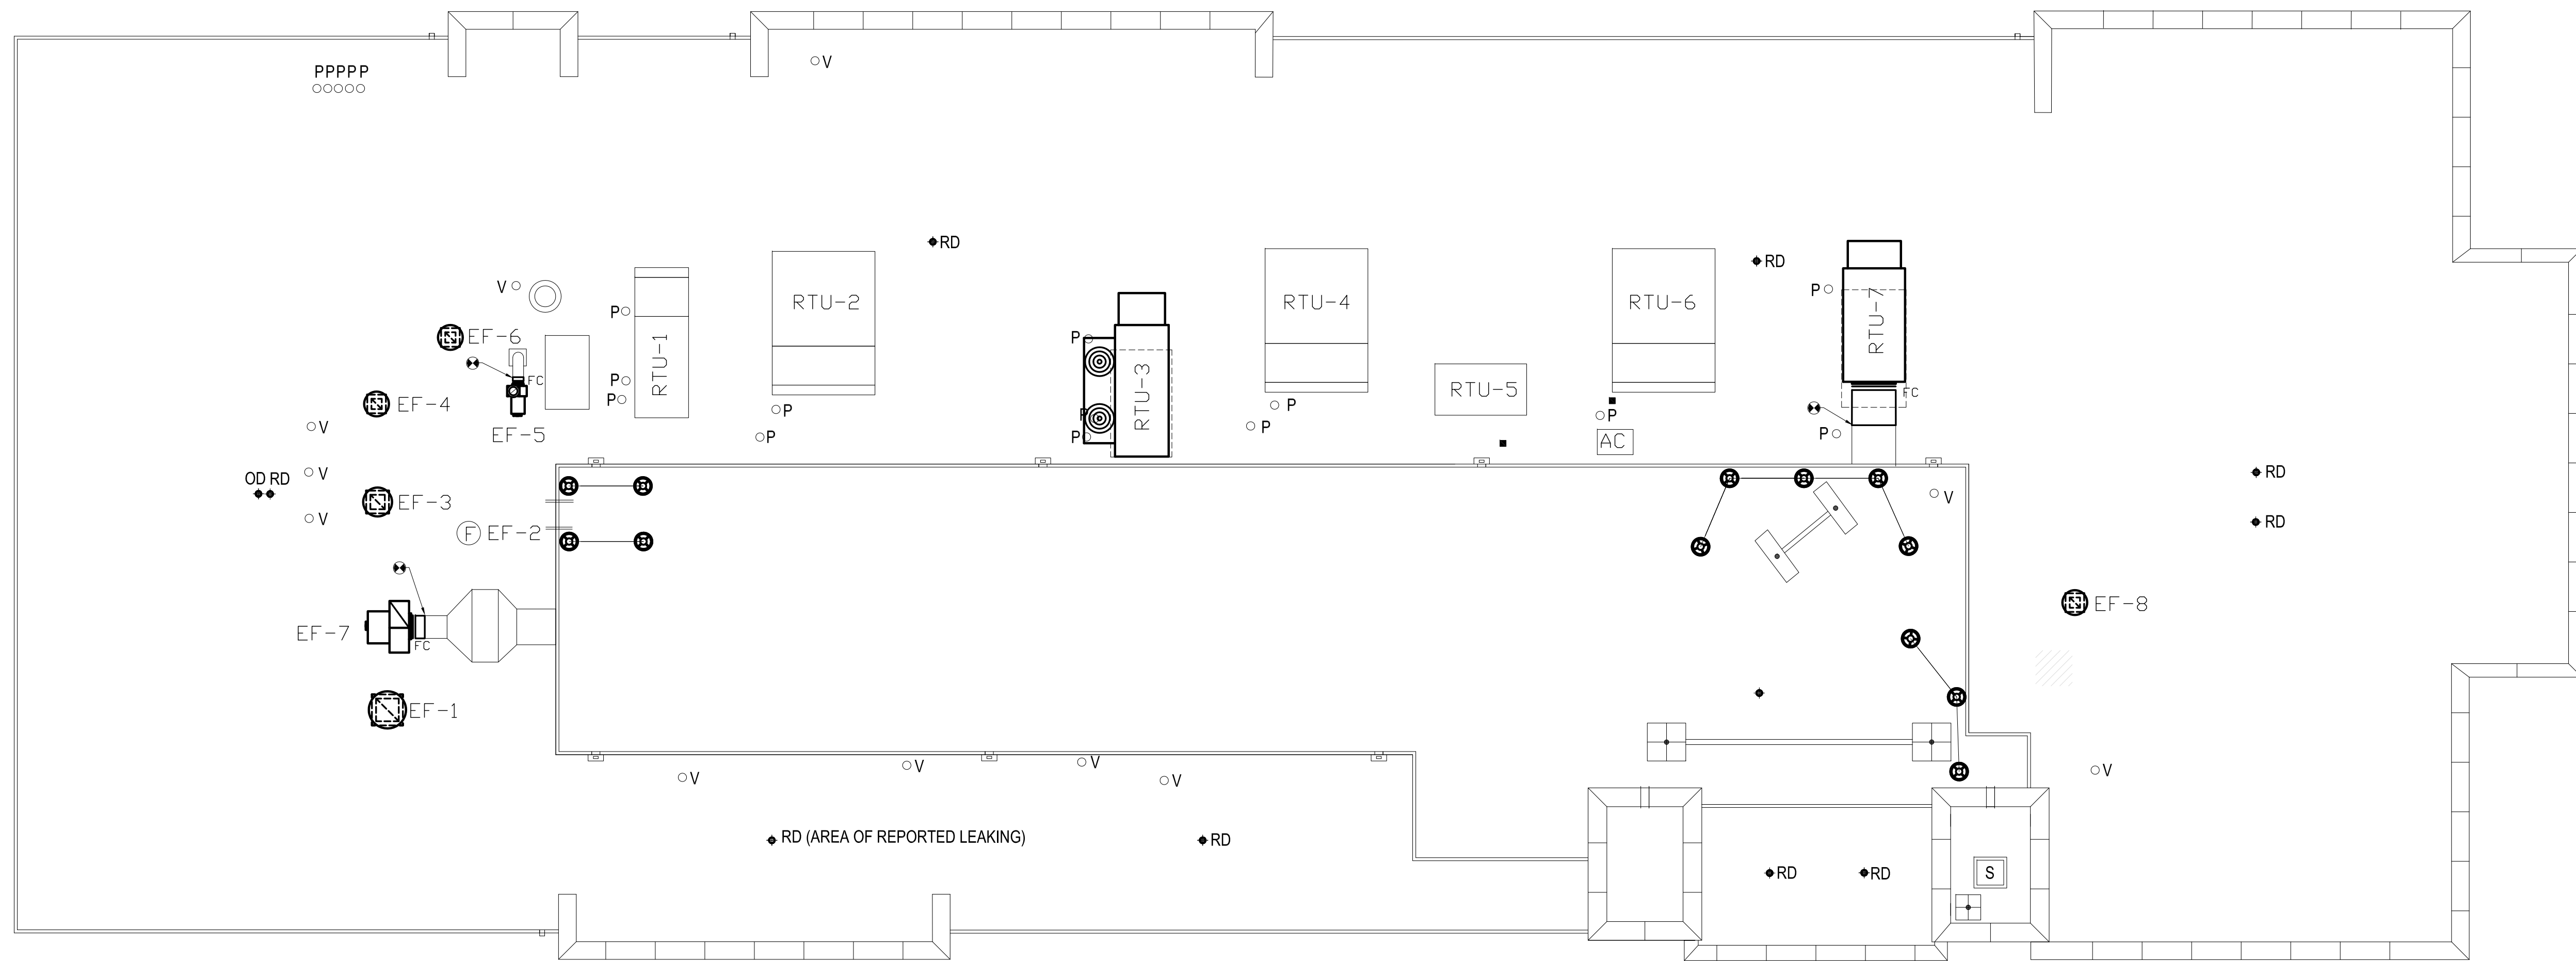 PPPPP
V
RD
RD
V
P
P
RTU-2
RTU-4
RTU-6
RTU-7
EF-6
P
RTU-1
RTU-3
FC
P
RTU-5
FC
EF-4
P
P
P
P
P
V
EF-5
P
P
P
AC
P
V
RD
OD RD
V
EF-3
V
RD
F
EF-2
EF-8
EF-7
FC
EF-1
V
V
V
V
V
RD (AREA OF REPORTED LEAKING)
RD
RD
RD
S